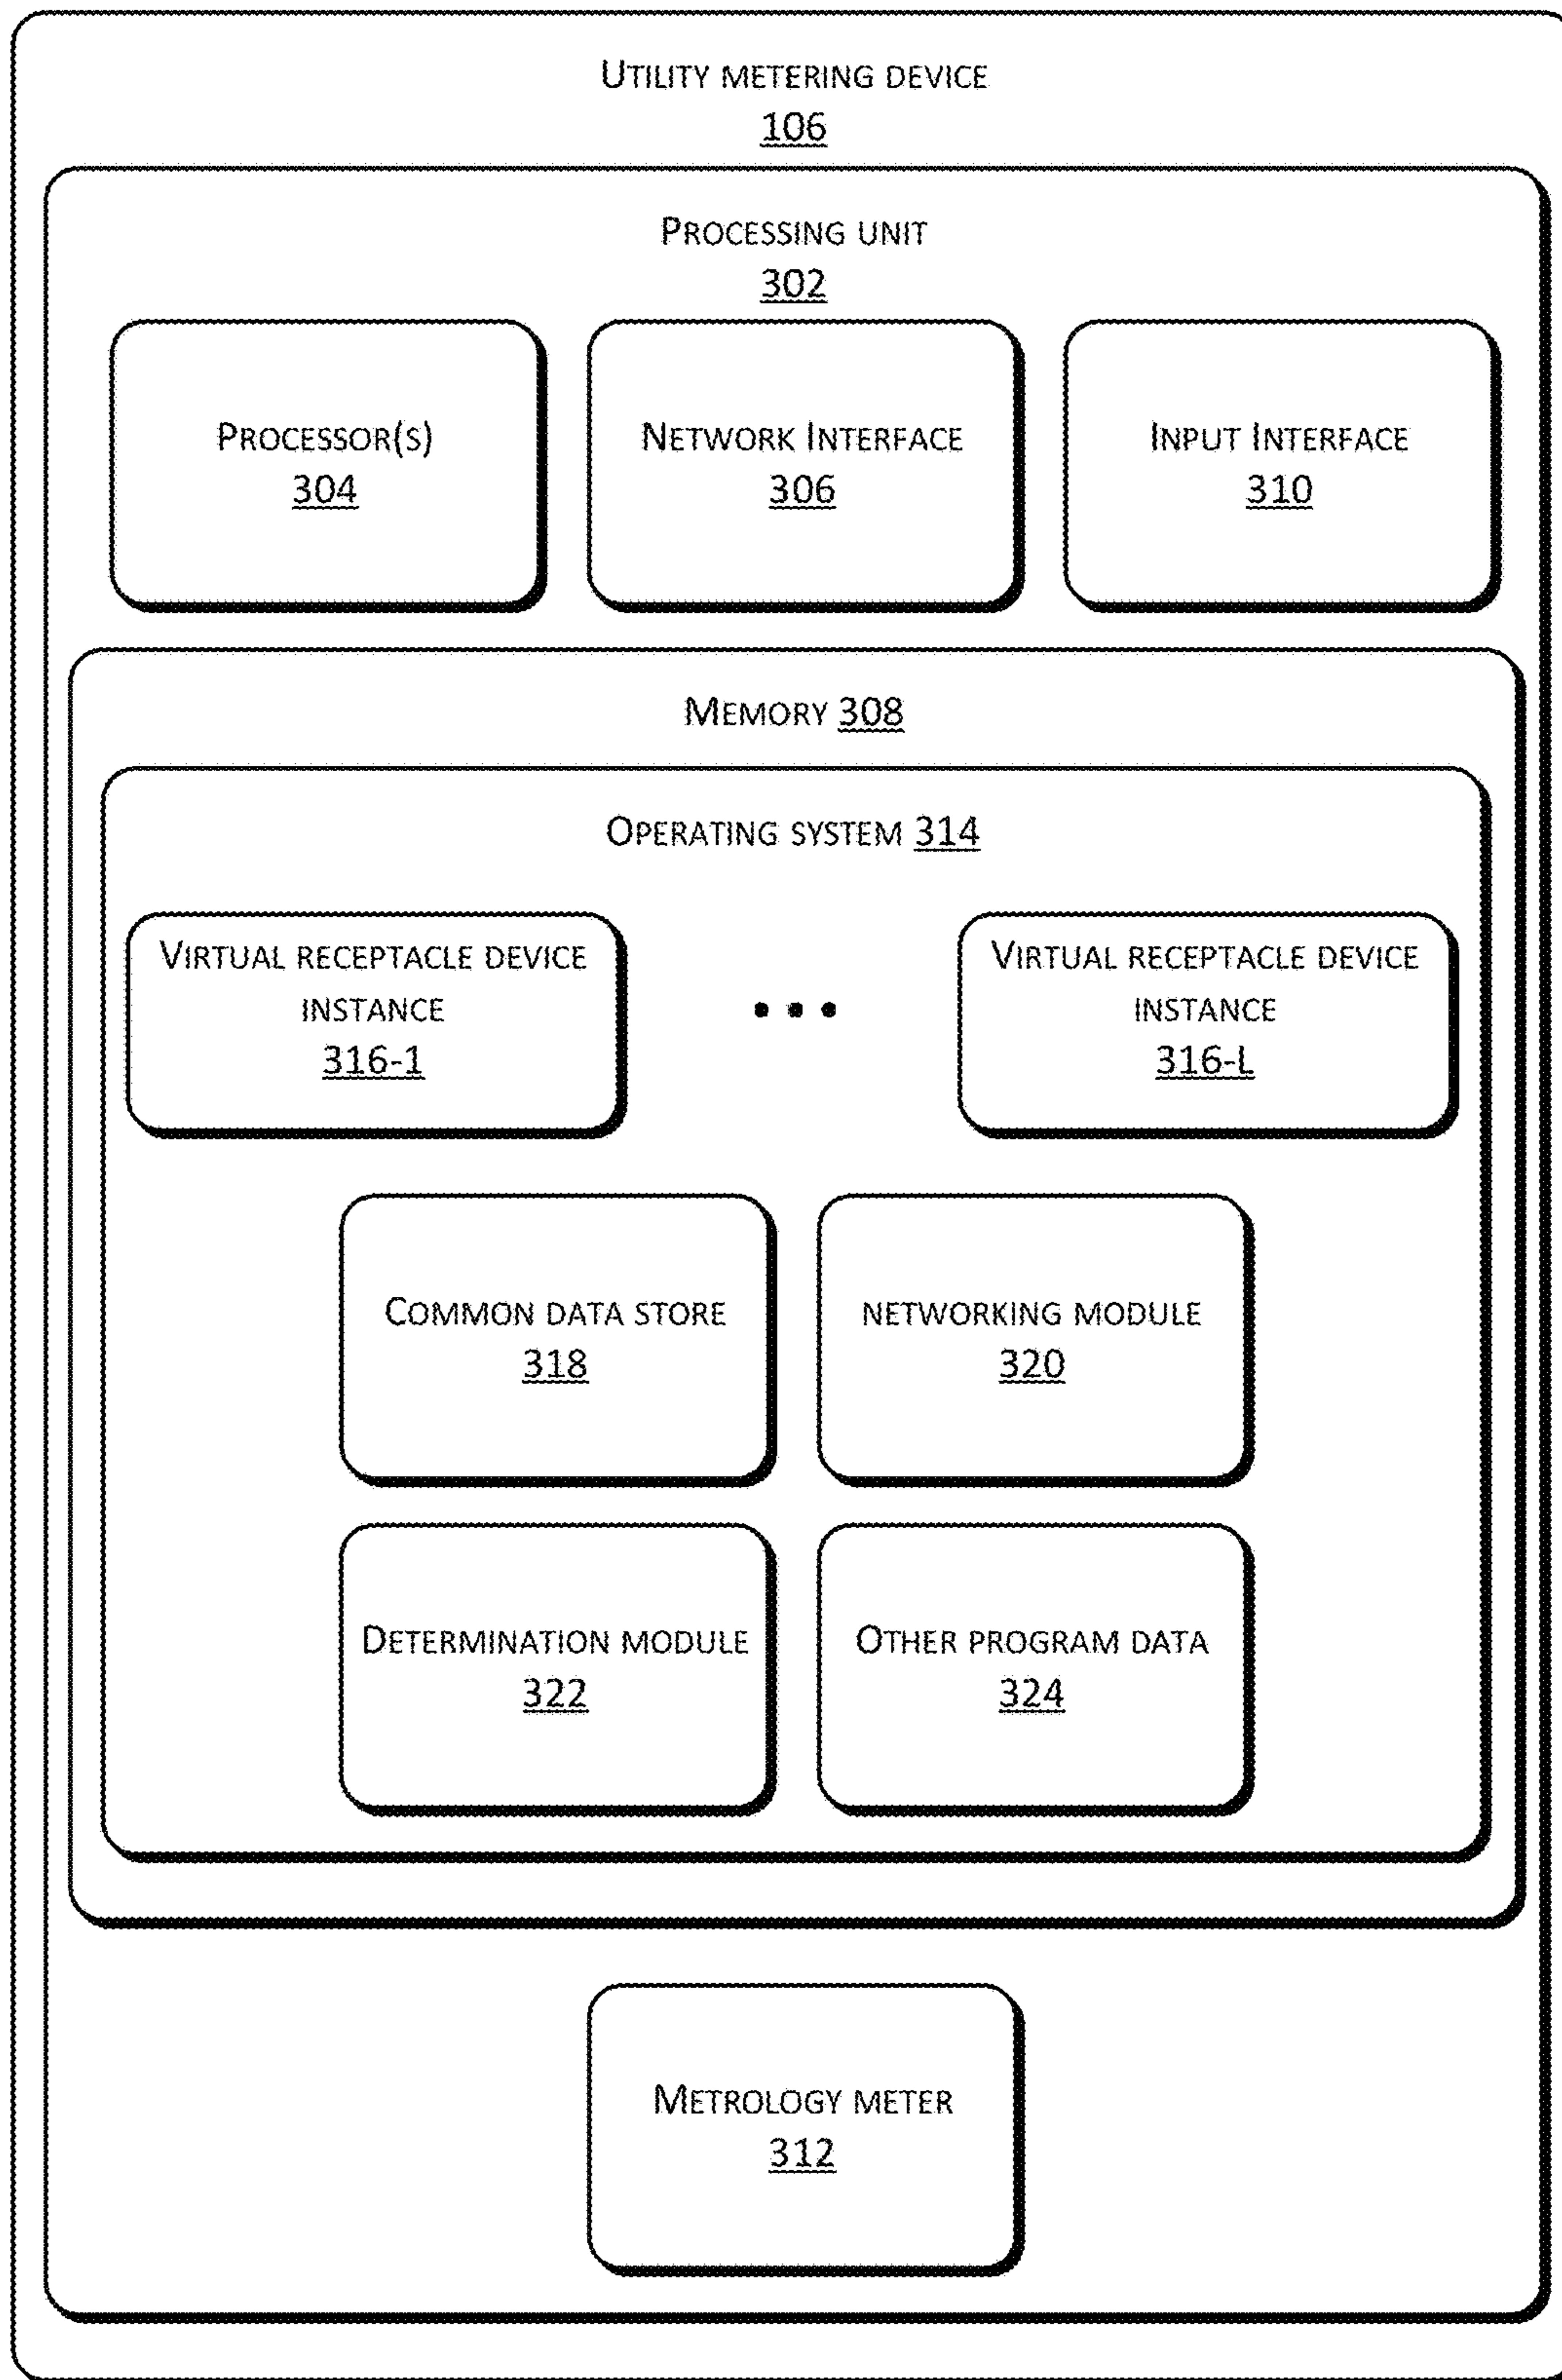 Utility metering device
106
Processing unit
302
Processor(s)
304
Network Interface
306
Input Interface
310
Memory 308
Operating system 314
Virtual receptacle device
instance
316-1
• • •
Virtual receptacle device
instance
316-L
Common data store
318
networking module
320
Determination module
322
Other program data
324
Metrology meter
312